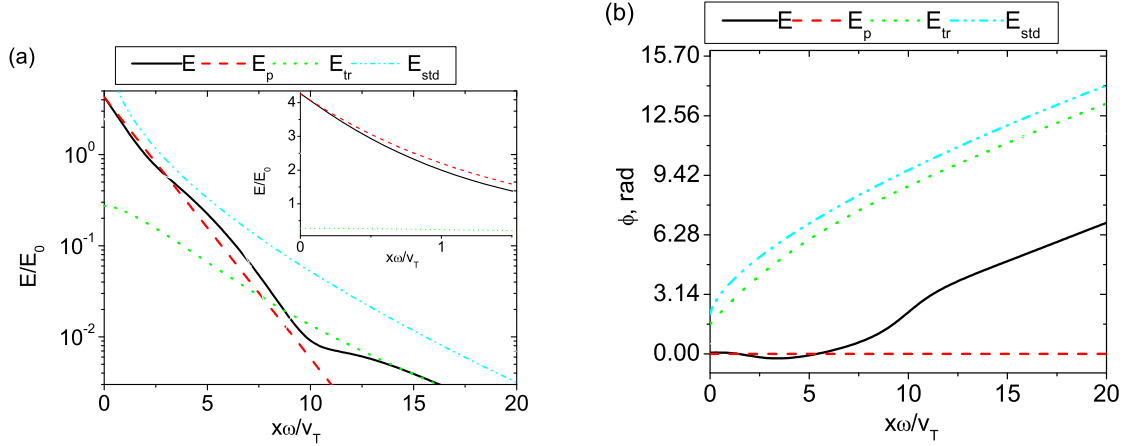 (a)
E E_p E_tr E_std
E/E_0
10^0
10^-1
10^-2
0 5 10 15 20
xω/v_T
E/E_0
4
3
2
1
0 1
xω/v_T
(b)
E E_p E_tr E_std
ϕ, rad
15.70
12.56
9.42
6.28
3.14
0.00
0 5 10 15 20
xω/v_T